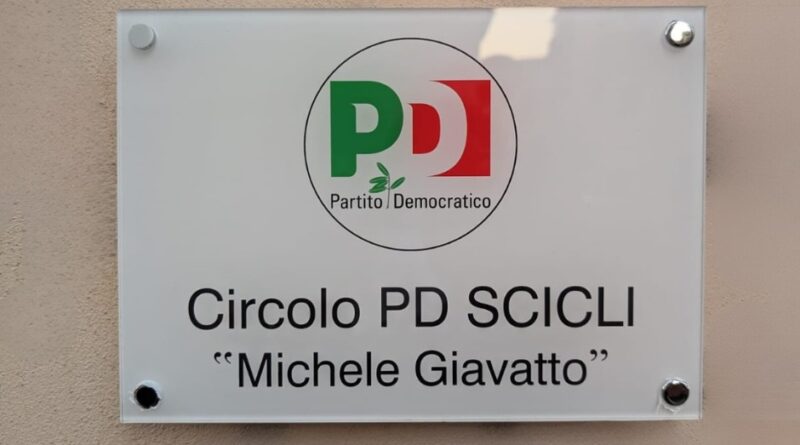 PD
Partito Democratico
Circolo PD SCICLI
“Michele Giavatto”